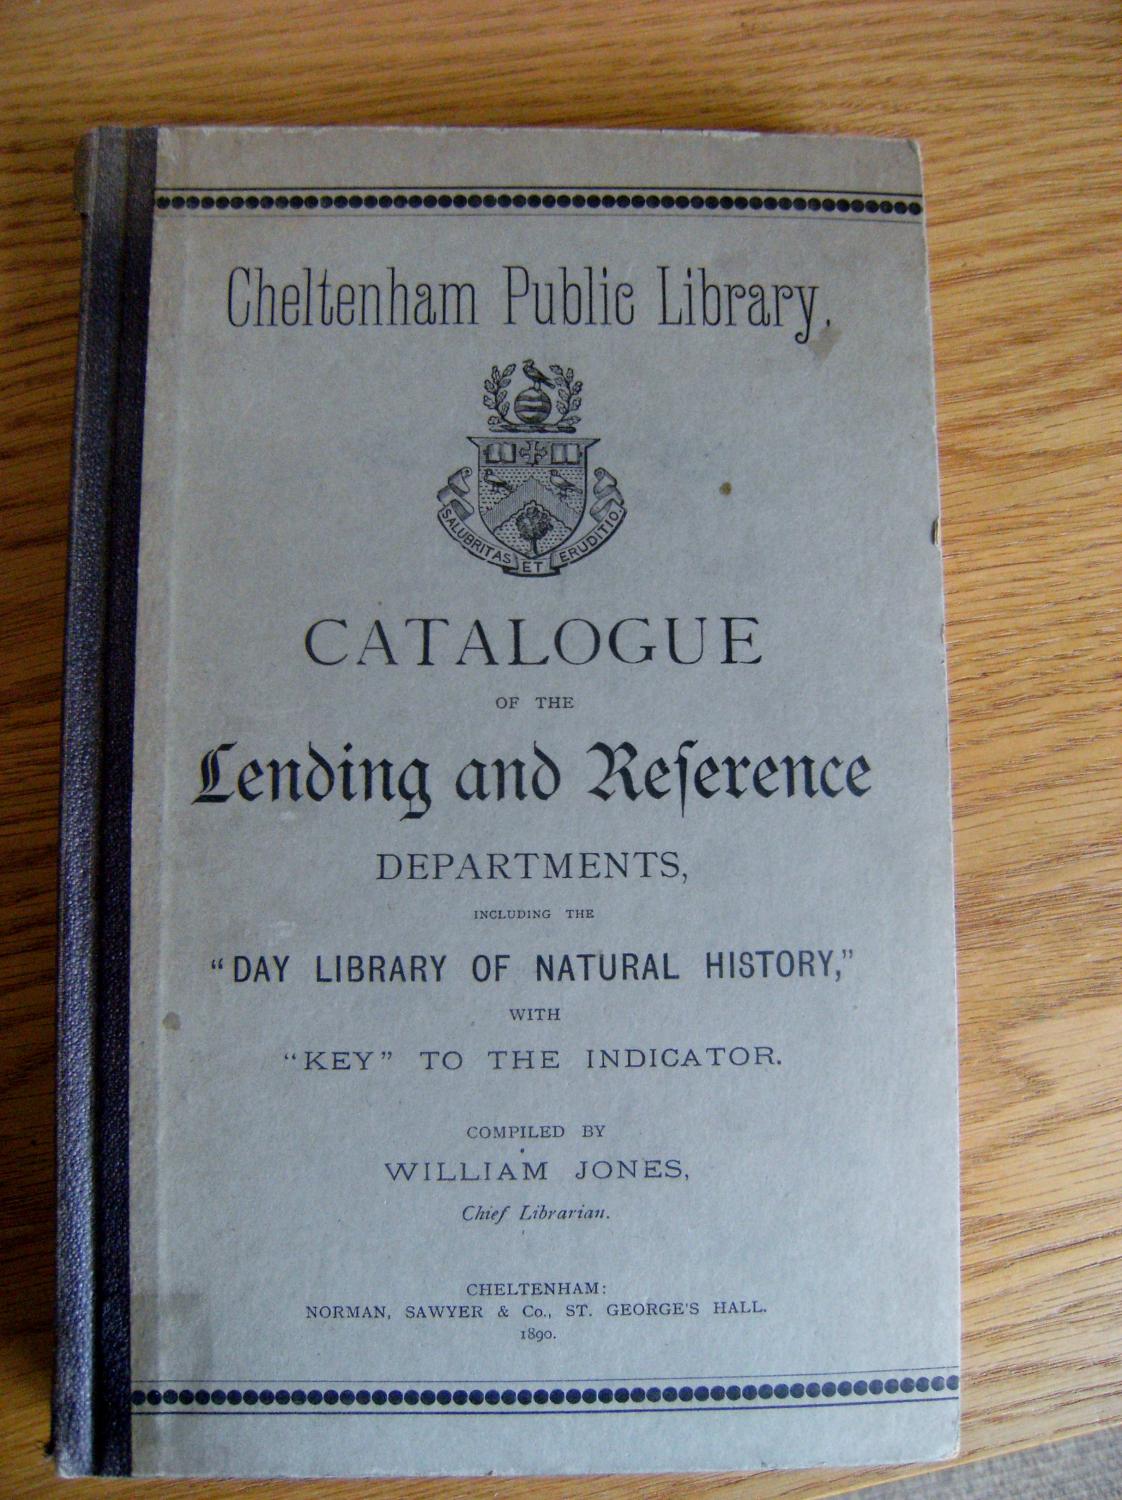 Cheltenham Public Library.
SALUBRITAS ET ERUDITIO.
CATALOGUE
OF THE
Lending and Reference
DEPARTMENTS,
INCLUDING THE
“DAY LIBRARY OF NATURAL HISTORY,”
WITH
“KEY” TO THE INDICATOR.
COMPILED BY
WILLIAM JONES,
Chief Librarian.
CHELTENHAM:
NORMAN, SAWYER & Co., ST. GEORGE'S HALL.
1890.